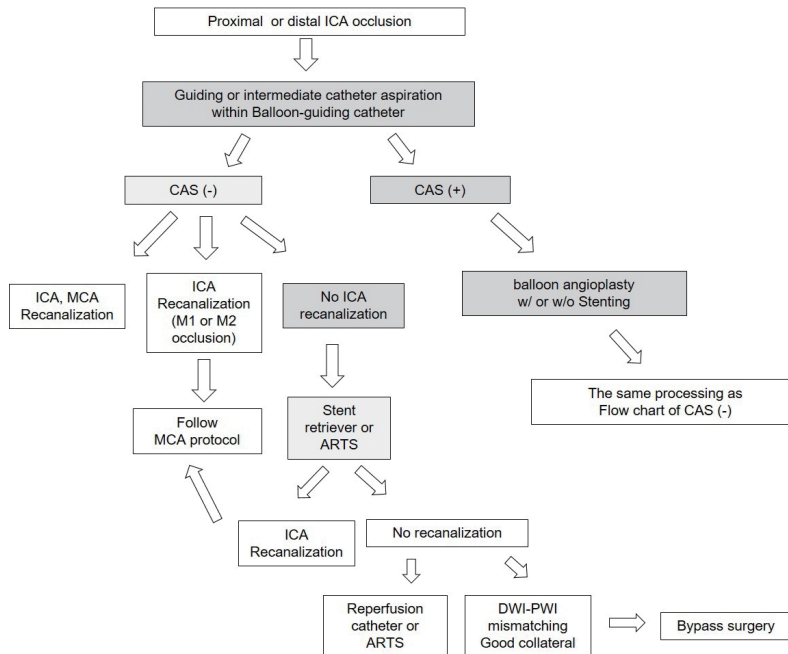 Proximal or distal ICA occlusion
Guiding or intermediate catheter aspiration
within Balloon-guiding catheter
CAS (-)
CAS (+)
ICA, MCA
Recanalization
ICA
Recanalization
(M1 or M2
occlusion)
No ICA
recanalization
balloon angioplasty
w/ or w/o Stenting
Follow
MCA protocol
Stent
retriever or
ARTS
The same processing as
Flow chart of CAS (-)
ICA
Recanalization
No recanalization
Reperfusion
catheter or
ARTS
DWI-PWI
mismatching
Good collateral
Bypass surgery